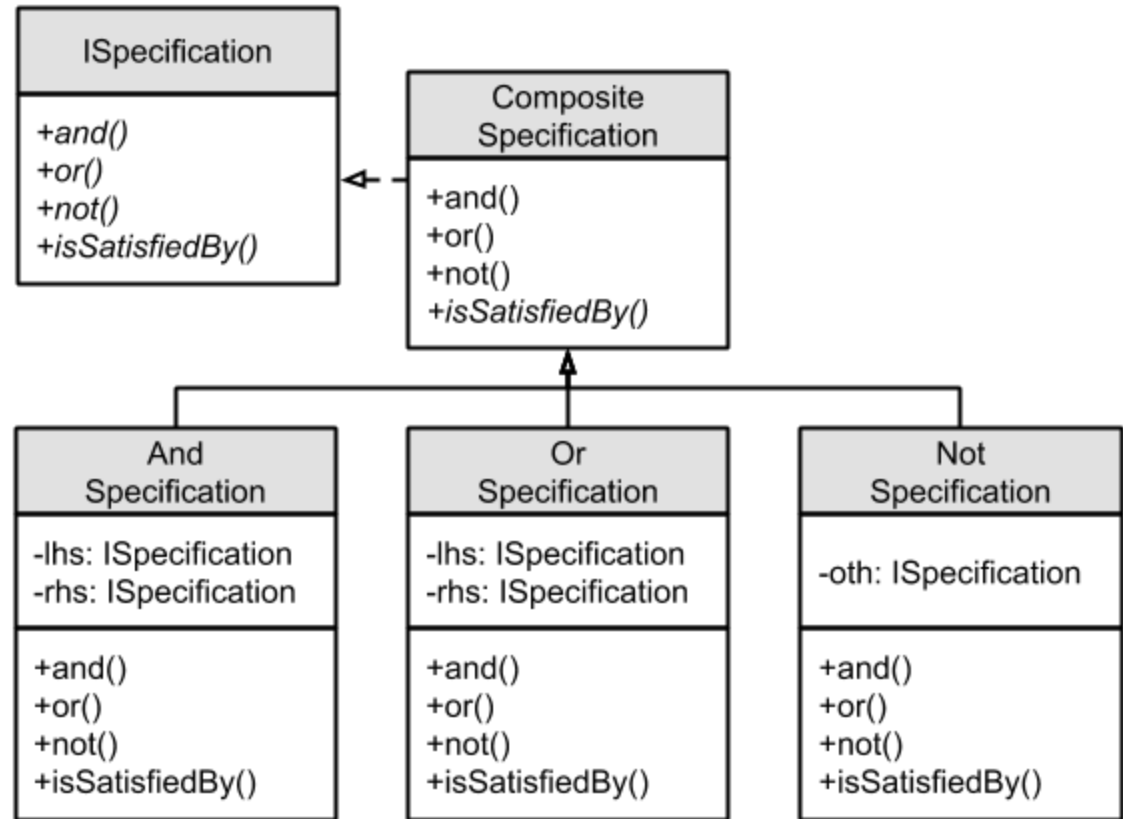 ISpecification
+and()
+or()
+not()
+isSatisfiedBy()
Composite
Specification
+and()
+or()
+not()
+isSatisfiedBy()
And
Specification
-lhs: ISpecification
-rhs: ISpecification
+and()
+or()
+not()
+isSatisfiedBy()
Or
Specification
-lhs: ISpecification
-rhs: ISpecification
+and()
+or()
+not()
+isSatisfiedBy()
Not
Specification
-oth: ISpecification
+and()
+or()
+not()
+isSatisfiedBy()